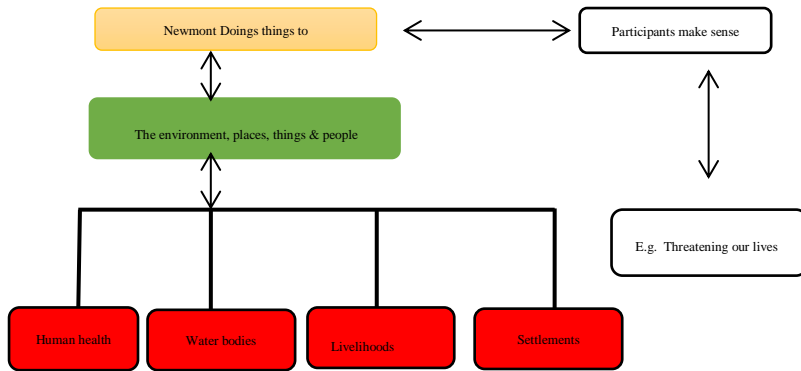 Newmont Doings things to
Participants make sense
The environment, places, things & people
E.g. Threatening our lives
Human health
Water bodies
Livelihoods
Settlements